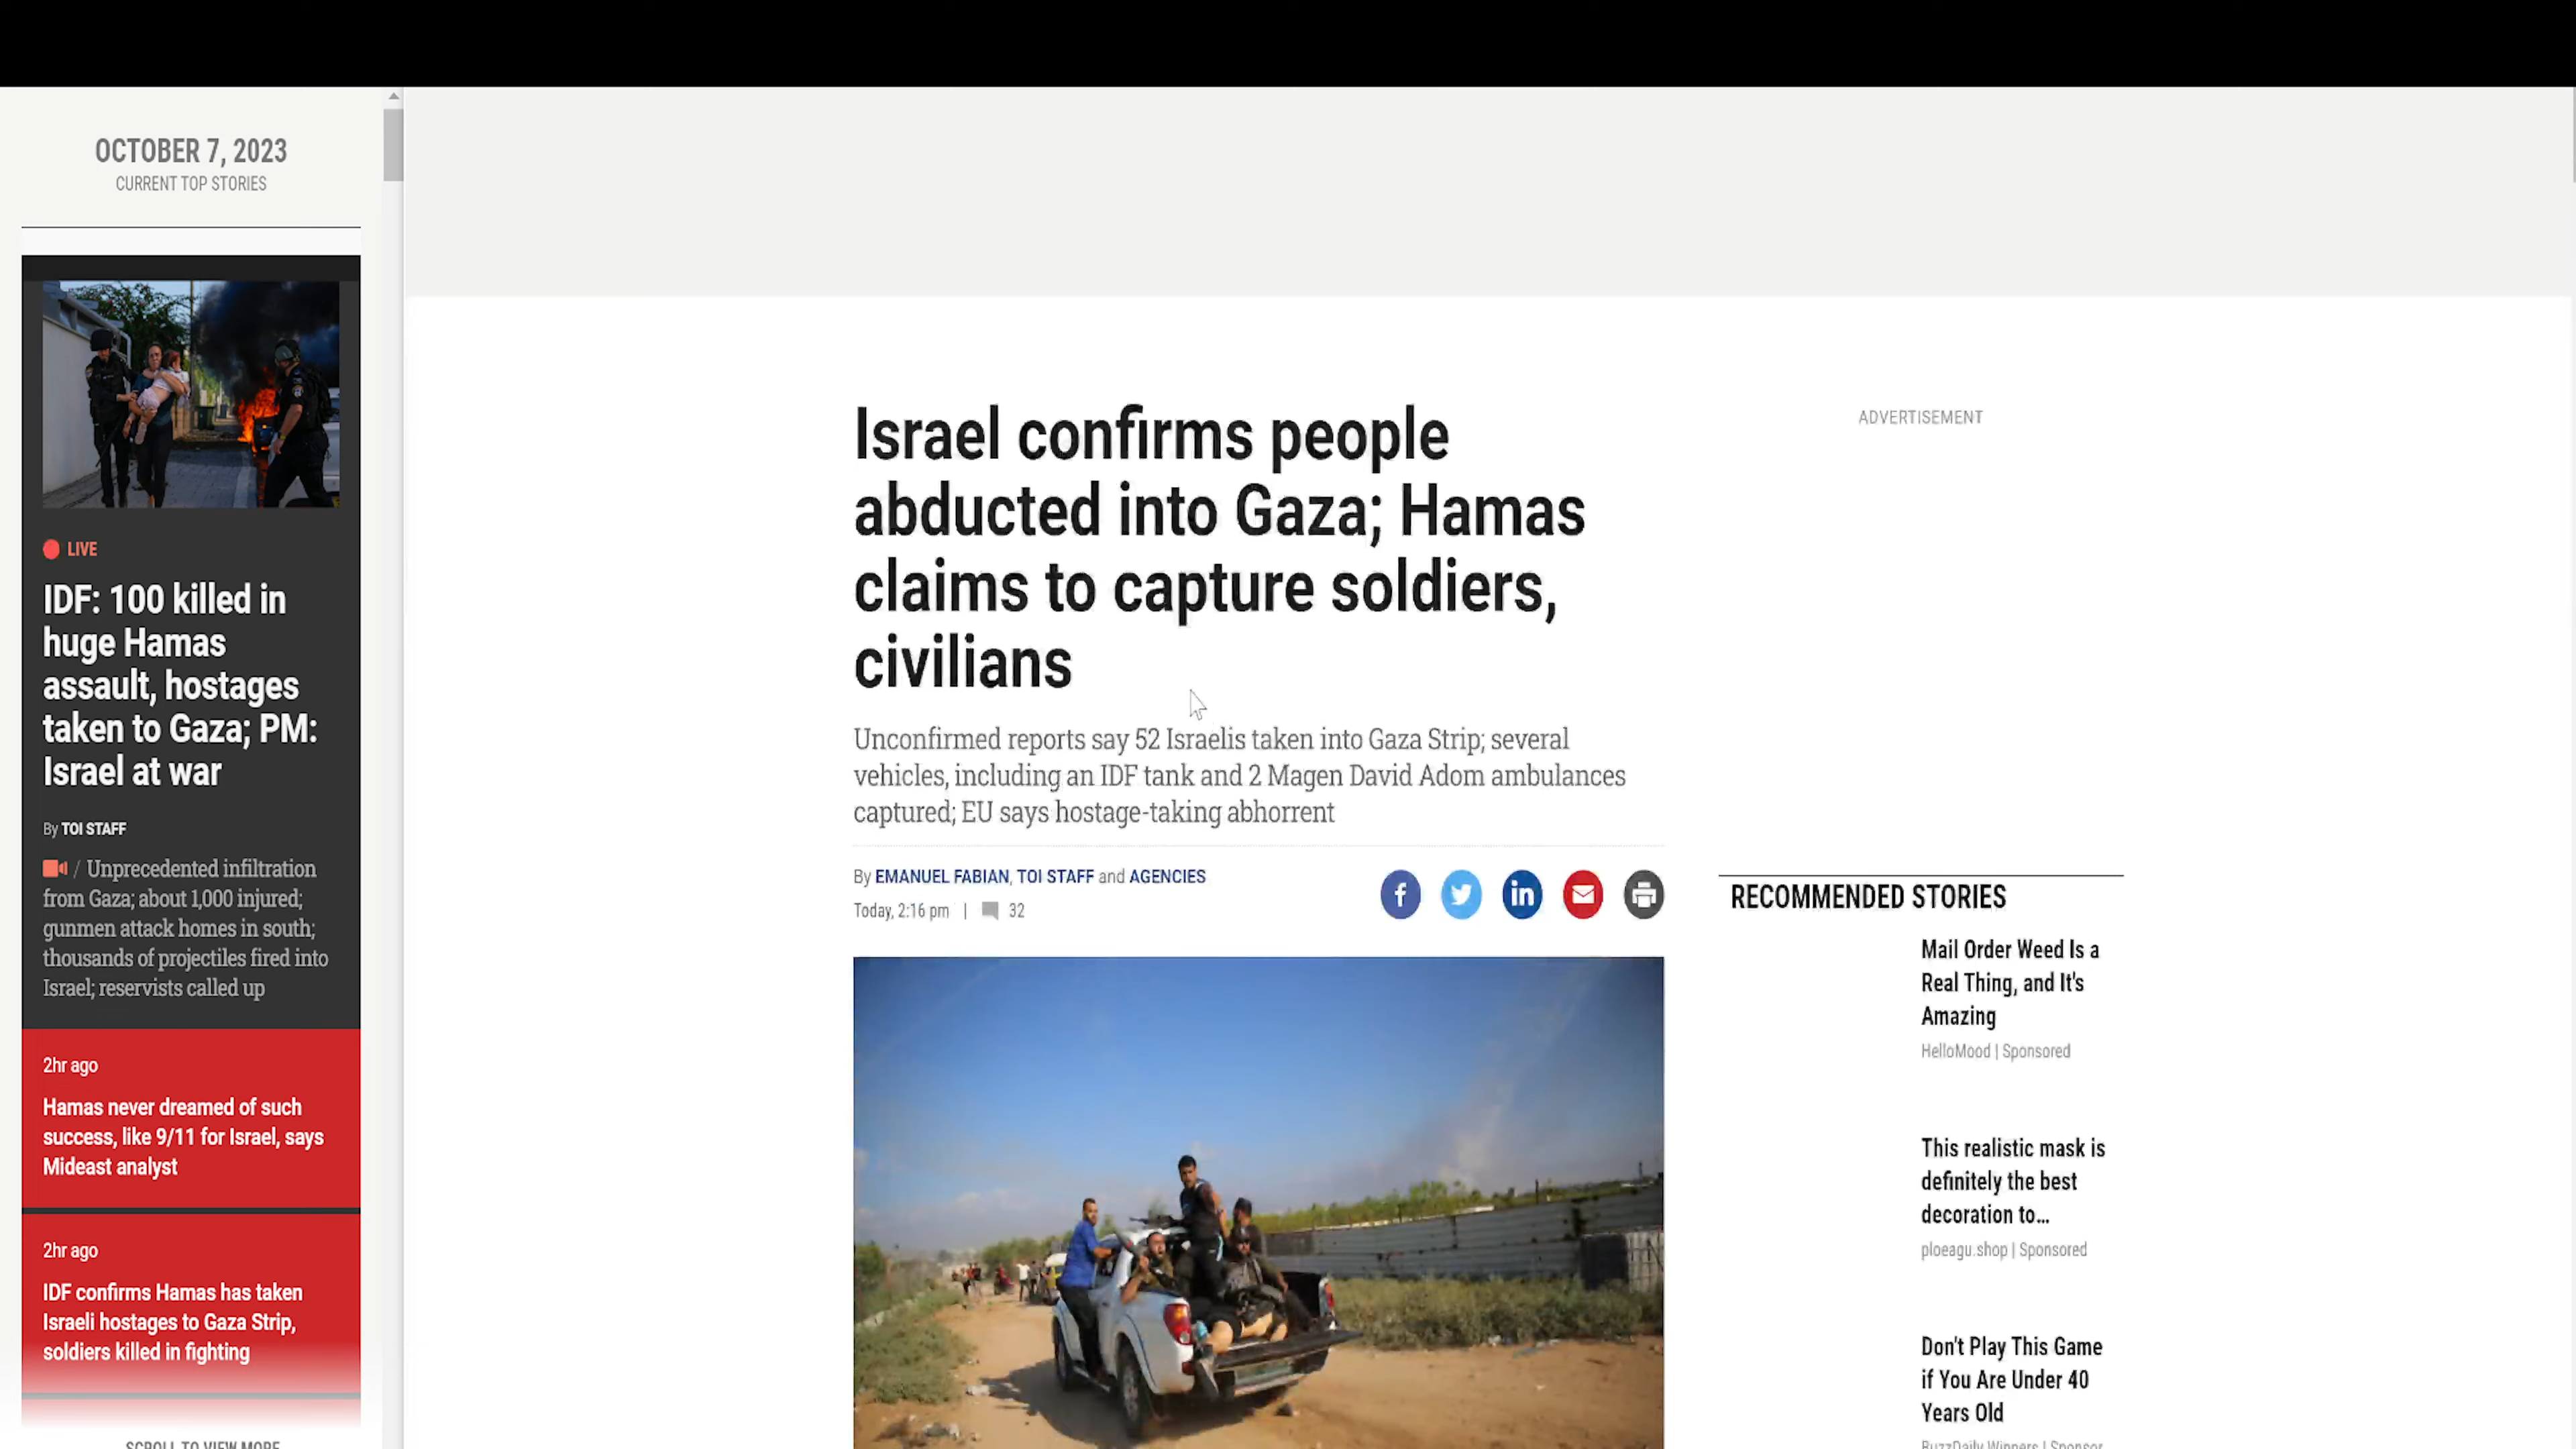 OCTOBER 7, 2023
CURRENT TOP STORIES
LIVE
IDF: 100 killed in
huge Hamas
assault, hostages
taken to Gaza; PM:
Israel at war
By TOI STAFF
/ Unprecedented infiltration
from Gaza; about 1,000 injured;
gunmen attack homes in south;
thousands of projectiles fired into
Israel; reservists called up
2hr ago
Hamas never dreamed of such
success, like 9/11 for Israel, says
Mideast analyst
2hr ago
IDF confirms Hamas has taken
Israeli hostages to Gaza Strip,
soldiers killed in fighting
SCROLL TO VIEW MORE
Israel confirms people
abducted into Gaza; Hamas
claims to capture soldiers,
civilians
Unconfirmed reports say 52 Israelis taken into Gaza Strip; several
vehicles, including an IDF tank and 2 Magen David Adom ambulances
captured; EU says hostage-taking abhorrent
By EMANUEL FABIAN, TOI STAFF and AGENCIES
Today, 2:16 pm | 32
ADVERTISEMENT
RECOMMENDED STORIES
Mail Order Weed Is a
Real Thing, and It's
Amazing
HelloMood | Sponsored
This realistic mask is
definitely the best
decoration to...
ploeagu.shop | Sponsored
Don't Play This Game
if You Are Under 40
Years Old
BuzzDaily Winners | Sponsor